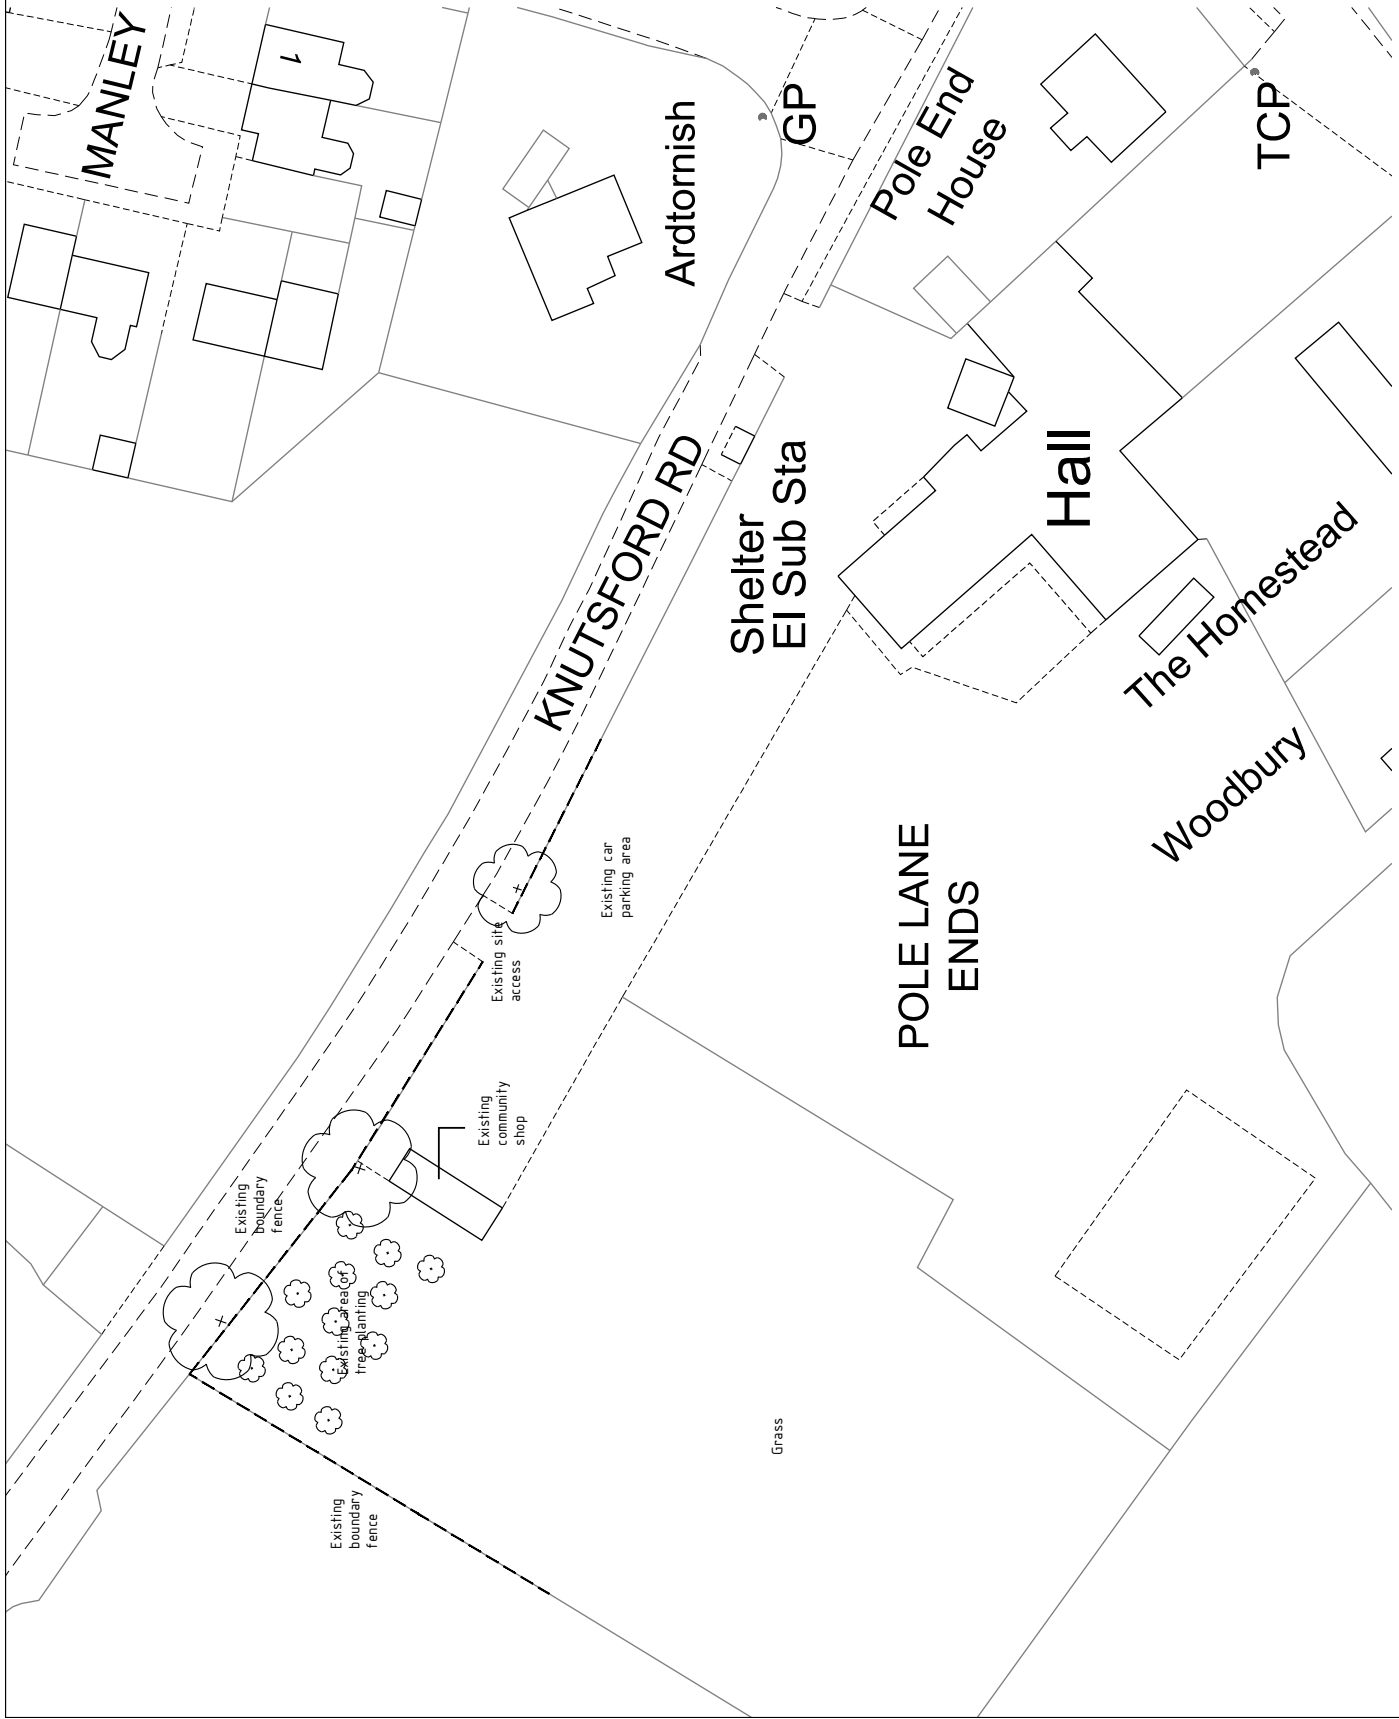 MANLEY
1
Ardtornish
GP
Pole End
House
TCP
KNUTSFORD RD
Shelter
El Sub Sta
Hall
The Homestead
Woodbury
POLE LANE
ENDS
Existing car
parking area
Existing site
access
Existing
community
shop
Existing
boundary
fence
Existing area of
tree planting
Existing
boundary
fence
Grass